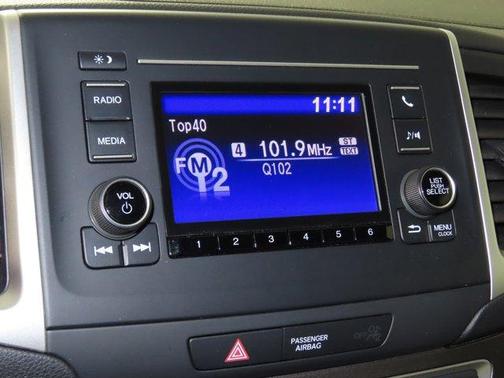 11:11
Top40
4 101.9MHz ST
TEXT
FM 12
Q102
RADIO
MEDIA
VOL
LIST
PUSH
SELECT
MENU
CLOCK
1 2 3 4 5 6
PASSENGER
AIRBAG